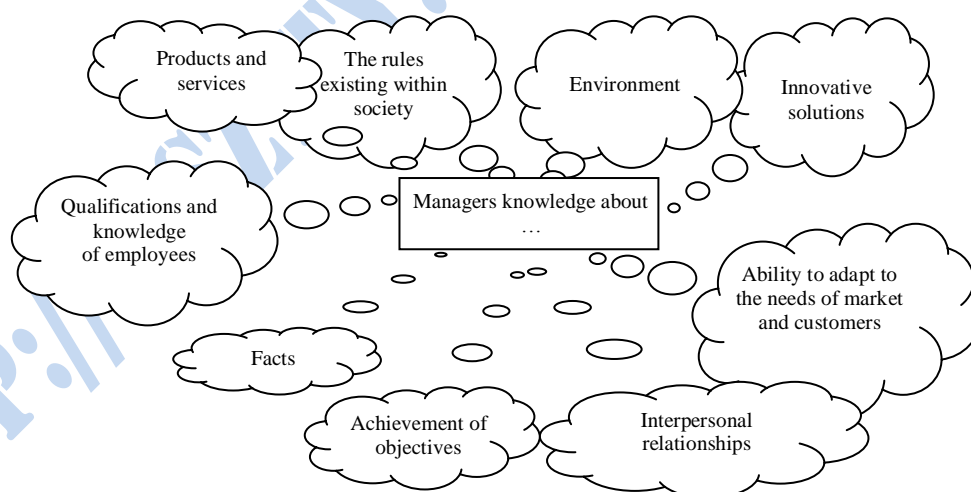 Products and
services
The rules
existing within
society
Environment
Innovative
solutions
Qualifications and
knowledge
of employees
Managers knowledge about
…
Ability to adapt to
the needs of market
and customers
Facts
Achievement of
objectives
Interpersonal
relationships